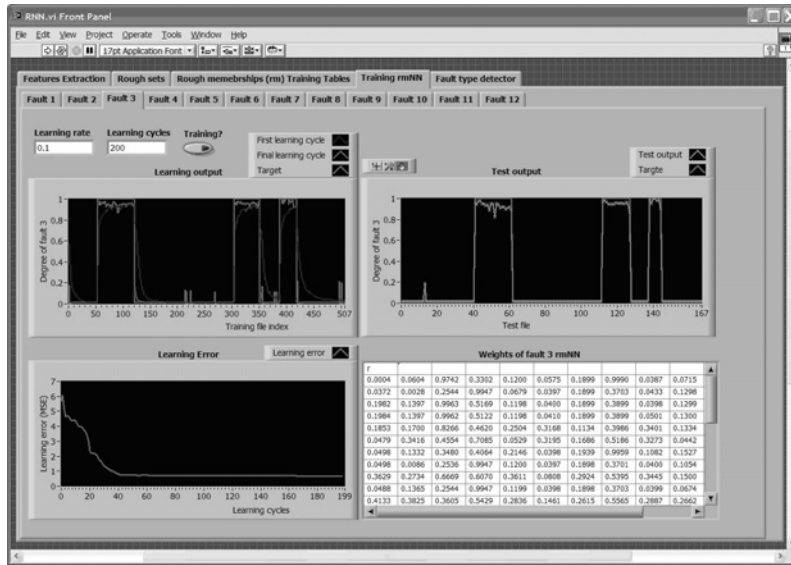 RNN.vi Front Panel
File Edit View Project Operate Tools Window Help
17pt Application Font
Features Extraction Rough sets Rough memebrships (rm) Training Tables Training rmNN Fault type detector
Fault 1 Fault 2 Fault 3 Fault 4 Fault 5 Fault 6 Fault 7 Fault 8 Fault 9 Fault 10 Fault 11 Fault 12
Learning rate Learning cycles Training?
0.1 200
First learning cycle
Final learning cycle
Target
Learning output
Degree of fault 3
1
0.8
0.6
0.4
0.2
0
0 50 100 150 200 250 300 350 400 450 507
Training file index
Test output
Targte
Test output
Degree of fault 3
1
0.8
0.6
0.4
0.2
0
0 20 40 60 80 100 120 140 167
Test file
Learning Error
Learning error
Learning error (MSE)
7
6
5
4
3
2
1
0
0 20 40 60 80 100 120 140 160 199
Learning cycles
Weights of fault 3 rmNN
r
0.0004 0.0604 0.9742 0.3302 0.1200 0.0575 0.1899 0.9990 0.0387 0.0715
0.0372 0.0028 0.2544 0.9947 0.0679 0.0397 0.1899 0.3703 0.0433 0.1298
0.1982 0.1397 0.9963 0.5169 0.1198 0.0400 0.1899 0.3899 0.0398 0.1299
0.1984 0.1397 0.9962 0.5122 0.1198 0.0410 0.1899 0.3899 0.0501 0.1300
0.1853 0.1700 0.8266 0.4620 0.2504 0.3168 0.1134 0.3986 0.3401 0.1334
0.0479 0.3416 0.4554 0.7085 0.0529 0.3195 0.1686 0.5186 0.3273 0.0442
0.0498 0.1332 0.3480 0.4064 0.2146 0.0398 0.1939 0.9959 0.1082 0.1527
0.0498 0.0086 0.2536 0.9947 0.1200 0.0397 0.1898 0.3701 0.0400 0.1054
0.3629 0.2734 0.6669 0.6070 0.3611 0.0808 0.2924 0.5395 0.3445 0.1500
0.0488 0.1365 0.2544 0.9947 0.1199 0.0398 0.1898 0.3703 0.0399 0.0674
0.4133 0.3825 0.3605 0.5429 0.2836 0.1461 0.2615 0.5565 0.2887 0.2662